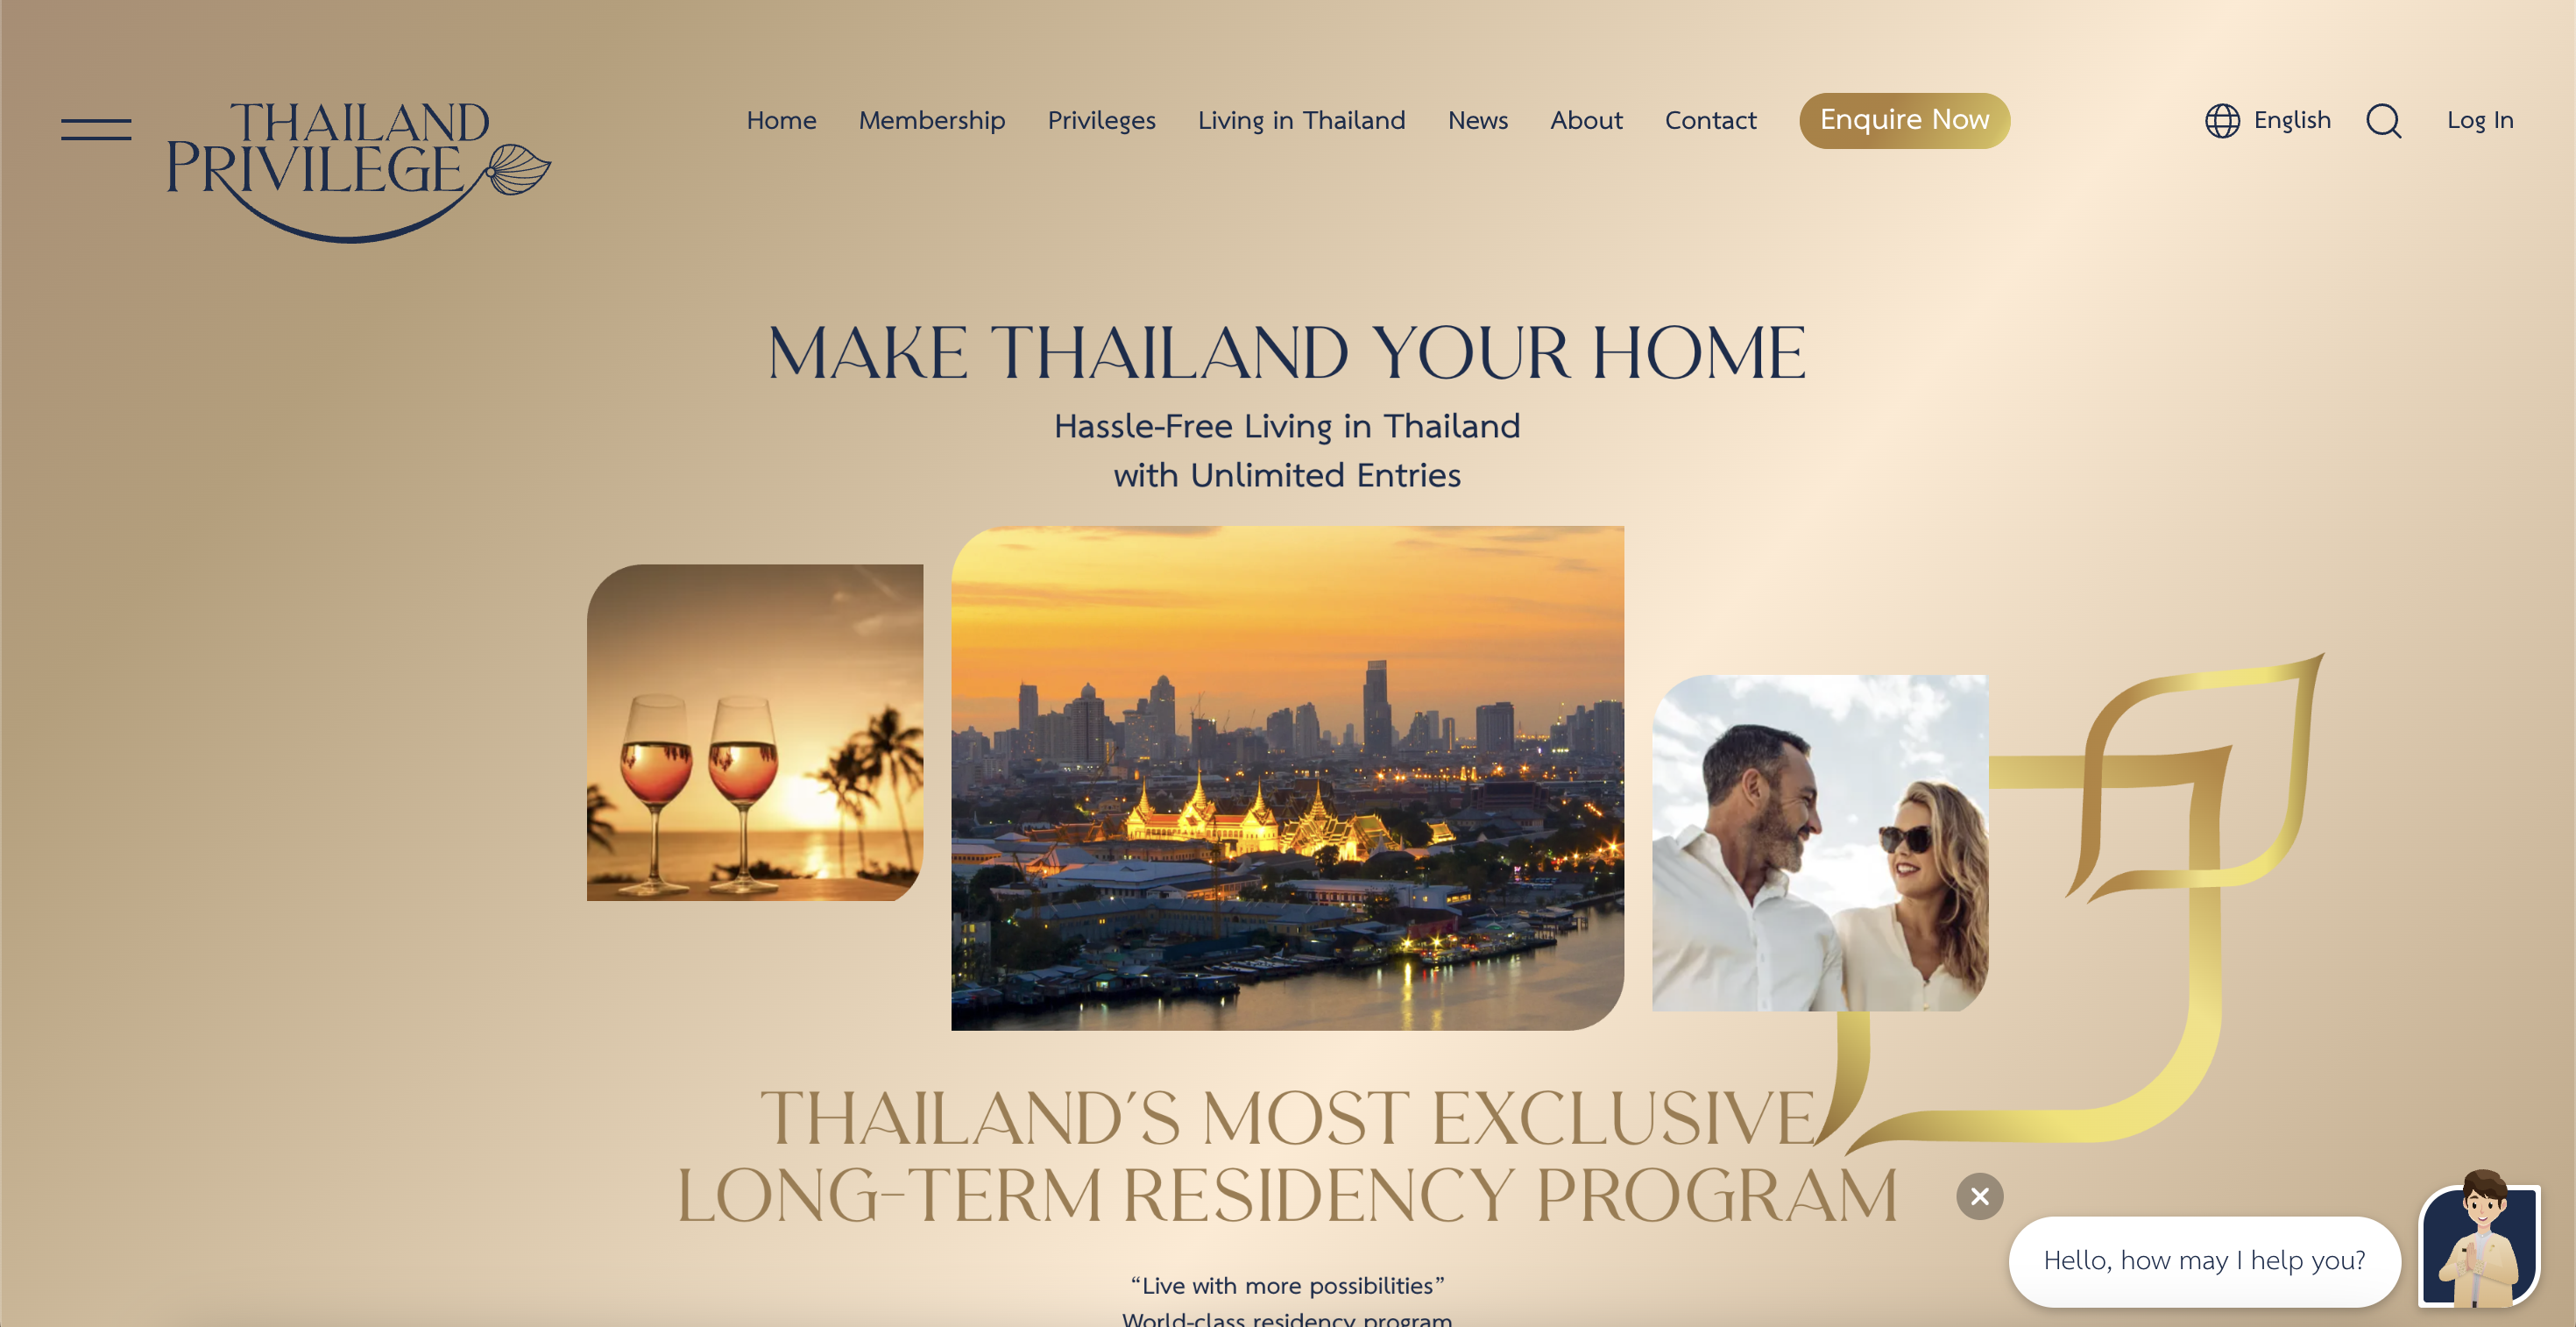 THAILAND
PRIVILEGE
Home Membership Privileges Living in Thailand News About Contact Enquire Now English Log In
MAKE THAILAND YOUR HOME
Hassle-Free Living in Thailand
with Unlimited Entries
THAILAND'S MOST EXCLUSIVE
LONG-TERM RESIDENCY PROGRAM
“Live with more possibilities”
World-class residency program
Hello, how may I help you?